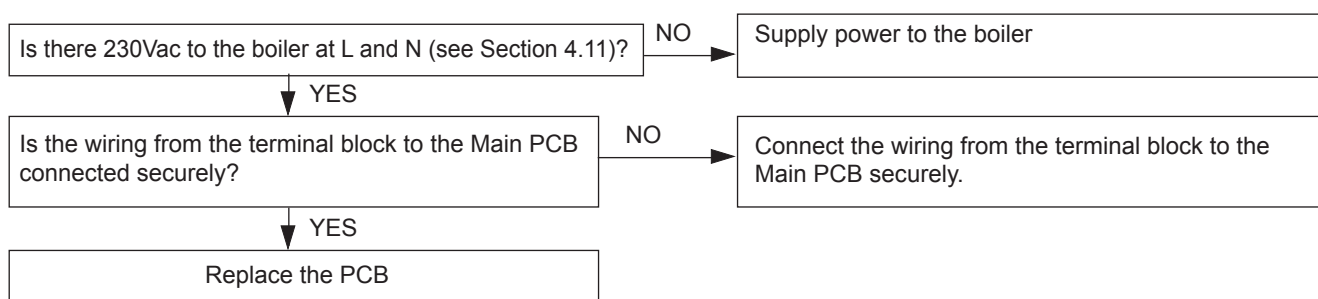 Is there 230Vac to the boiler at L and N (see Section 4.11)?
NO
Supply power to the boiler
YES
Is the wiring from the terminal block to the Main PCB
connected securely?
NO
Connect the wiring from the terminal block to the
Main PCB securely.
YES
Replace the PCB